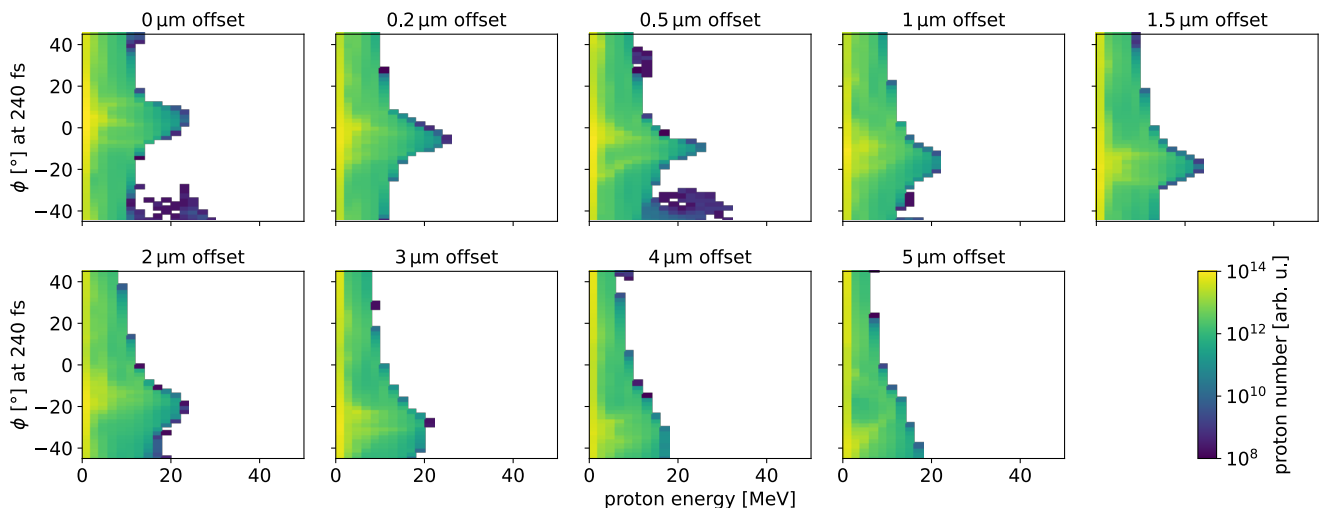 0 μm offset
0.2 μm offset
0.5 μm offset
1 μm offset
1.5 μm offset
ϕ [°] at 240 fs
40
20
0
−20
−40
2 μm offset
3 μm offset
4 μm offset
5 μm offset
ϕ [°] at 240 fs
40
20
0
−20
−40
0 20 40
0 20 40
0 20 40
0 20 40
proton energy [MeV]
10¹⁴
10¹²
10¹⁰
10⁸
proton number [arb. u.]